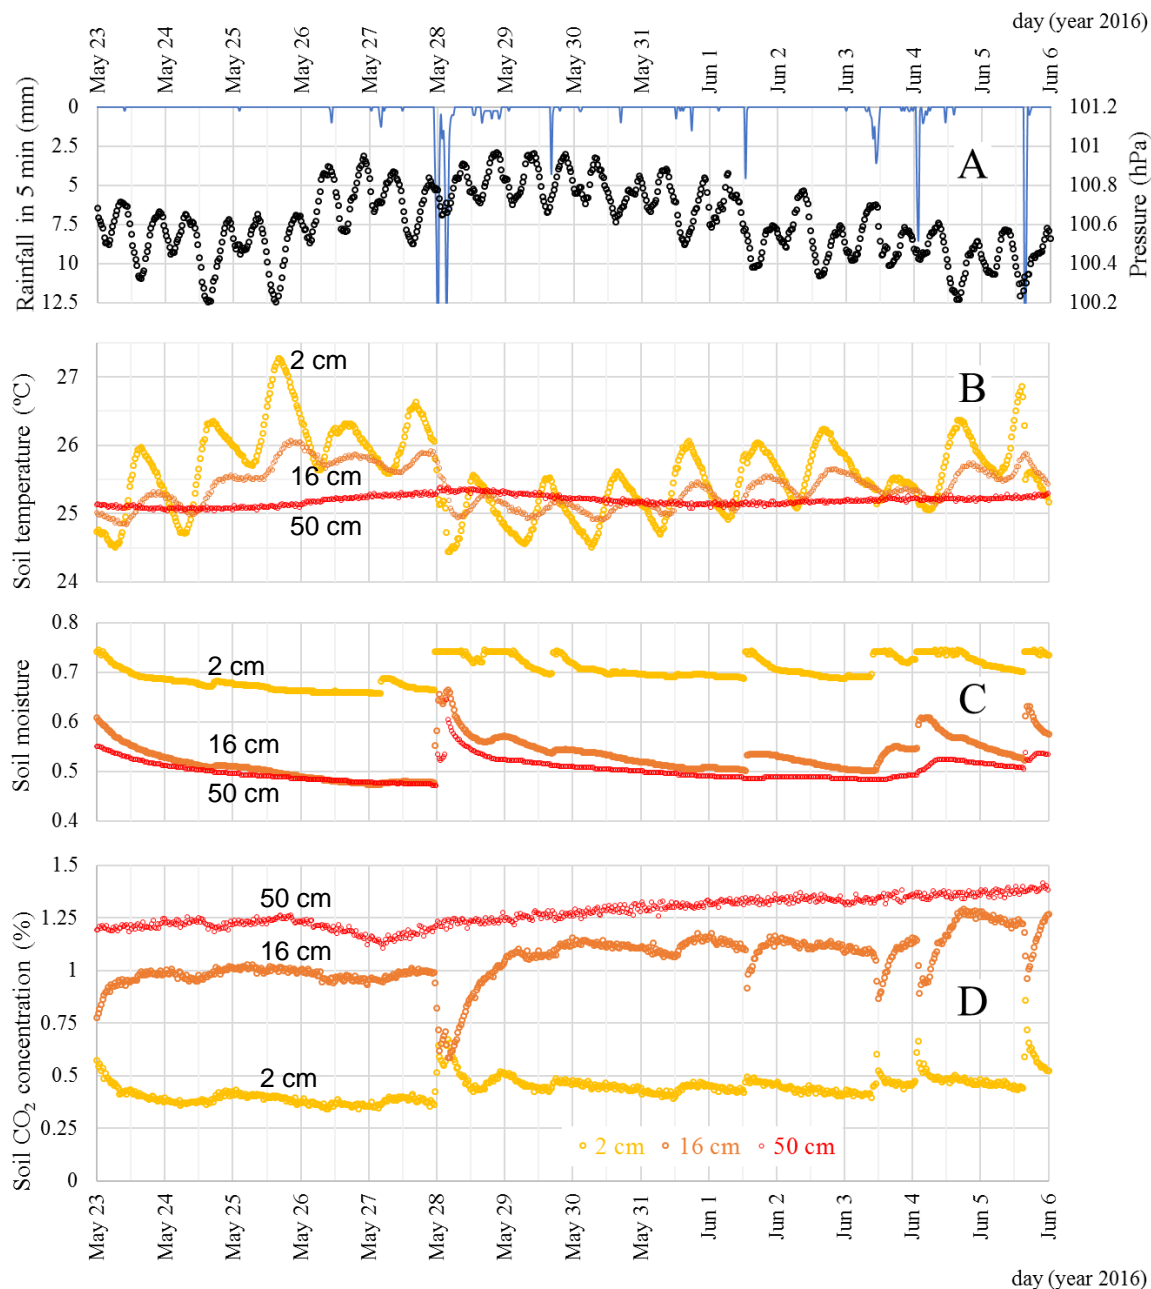 day (year 2016)
May 23
May 24
May 25
May 26
May 27
May 28
May 29
May 30
May 31
Jun 1
Jun 2
Jun 3
Jun 4
Jun 5
Jun 6
Rainfall in 5 min (mm)
0
2.5
5
7.5
10
12.5
A
101.2
101
100.8
100.6
100.4
100.2
Pressure (hPa)
Soil temperature (ºC)
27
26
25
24
2 cm
16 cm
50 cm
B
Soil moisture
0.8
0.7
0.6
0.5
0.4
2 cm
16 cm
50 cm
C
Soil CO₂ concentration (%)
1.5
1.25
1
0.75
0.5
0.25
0
50 cm
16 cm
2 cm
D
2 cm 16 cm 50 cm
May 23
May 24
May 25
May 26
May 27
May 28
May 29
May 30
May 31
Jun 1
Jun 2
Jun 3
Jun 4
Jun 5
Jun 6
day (year 2016)